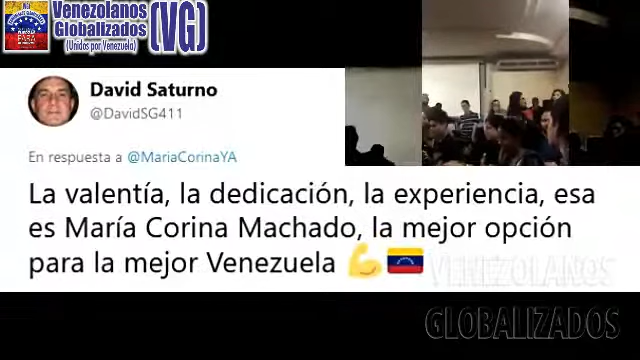 Venezolanos
Globalizados
(Unidos por Venezuela)
(VG)
David Saturno
@DavidSG411
En respuesta a @MariaCorinaYA
La valentía, la dedicación, la experiencia, esa
es María Corina Machado, la mejor opción
para la mejor Venezuela 💪🇻🇪
VENEZOLANOS
GLOBALIZADOS